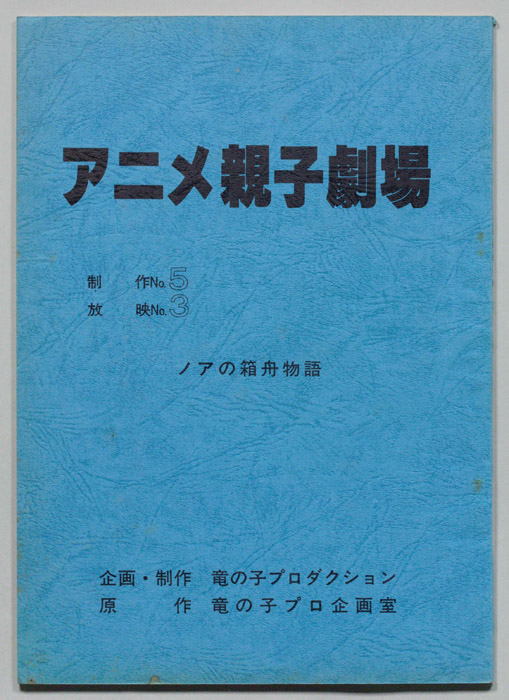 アニメ親子劇場
制　作No.5
放　映No.3
ノアの箱舟物語
企画・制作　竜の子プロダクション
原　　作　竜の子プロ企画室